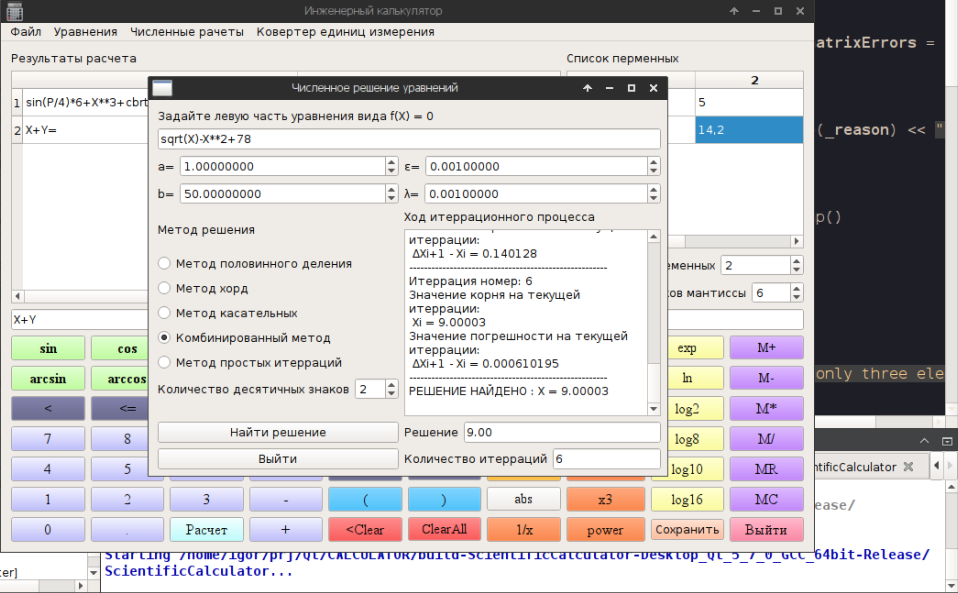 Инженерный калькулятор
Файл Уравнения Численные расчеты Ковертер единиц измерения
Результаты расчета
Список перменных
2
1 sin(P/4)*6+X**3+cbrt
5
2 X+Y=
14,2
Численное решение уравнений
Задайте левую часть уравнения вида f(X) = 0
sqrt(X)-X**2+78
a= 1.00000000 ε= 0.00100000
b= 50.00000000 λ= 0.00100000
Метод решения
Ход итеррационного процесса
Метод половинного деления
Метод хорд
Метод касательных
Комбинированный метод
Метод простых итерраций
Количество десятичных знаков 2
итеррации:
ΔXi+1 - Xi = 0.140128
------------------------------------------------------
Итеррация номер: 6
Значение корня на текущей
итеррации:
Xi = 9.00003
Значение погрешности на текущей
итеррации:
ΔXi+1 - Xi = 0.000610195
------------------------------------------------------
РЕШЕНИЕ НАЙДЕНО : X = 9.00003
Найти решение
Решение 9.00
Выйти
Количество итерраций 6
еменных 2
ков мантиссы 6
X+Y
sin cos exp M+
arcsin arccos ln M-
< <= log2 M*
7 8 log8 M/
4 5 log10 MR
1 2 3 - ( ) abs x3 log16 MC
0 . Расчет + <Clear ClearAll 1/x power Сохранить Выйти
atrixErrors =
(_reason) << "
p()
only three ele
ntificCalculator
ease/
Starting /home/igor/prj/Qt/CALCULATOR/build-ScientificCalculator-Desktop_Qt_5_7_0_GCC_64bit-Release/
ScientificCalculator...
ter]